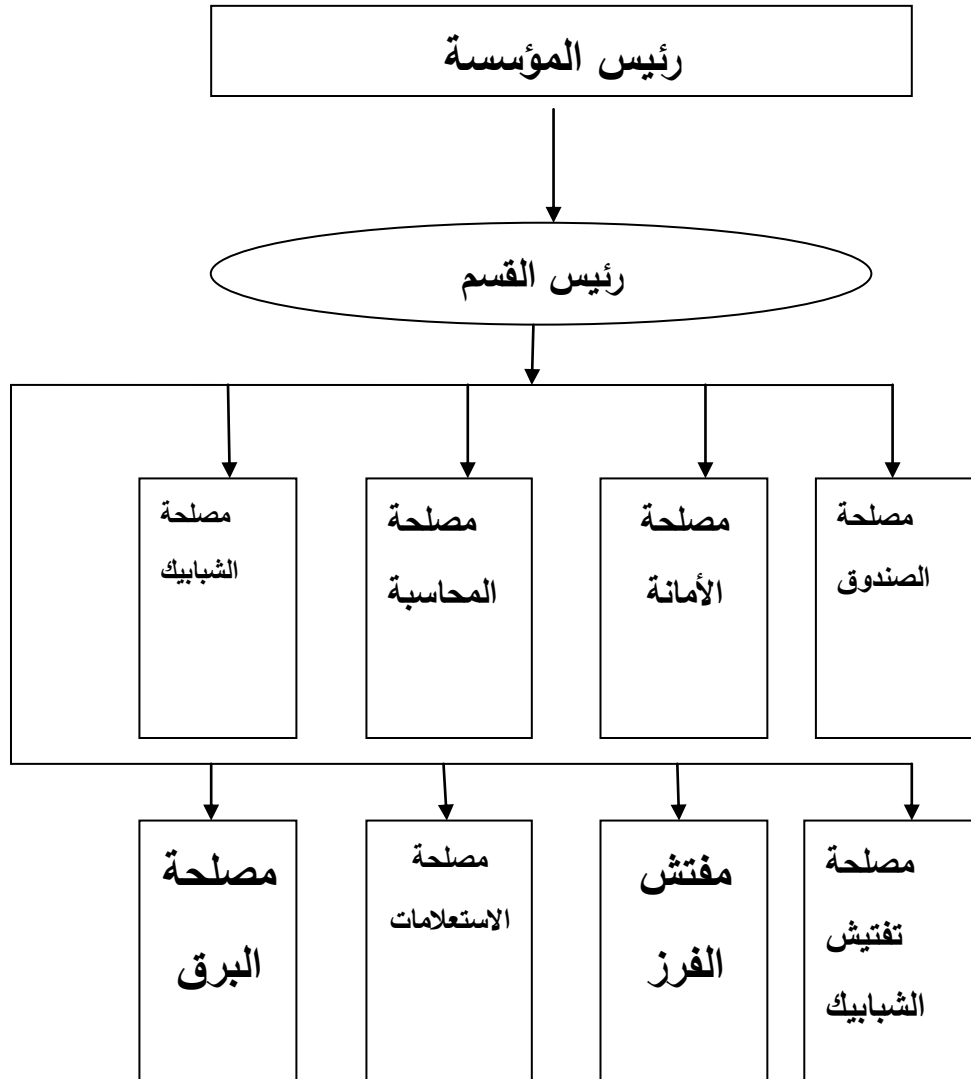 رئيس المؤسسة
رئيس القسم
مصلحة
الصندوق
مصلحة
الأمانة
مصلحة
المحاسبة
مصلحة
الشبابيك
مصلحة
تفتيش
الشبابيك
مفتش
الفرز
مصلحة
الاستعلامات
مصلحة
البرق